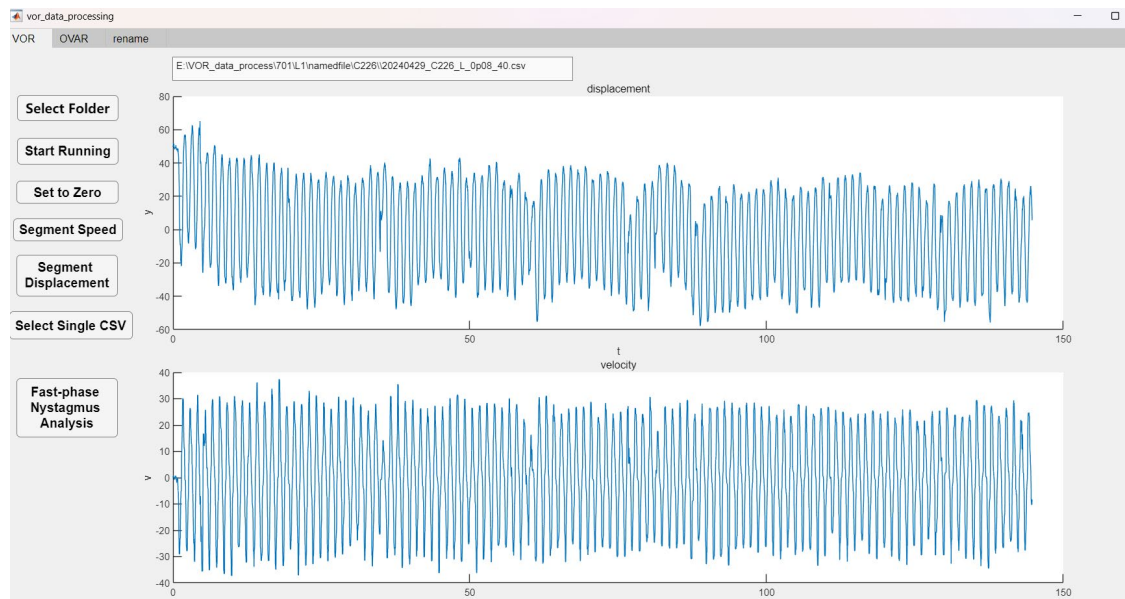 vor_data_processing
VOR OVAR rename
E:\VOR_data_process\701\L1\namedfile\C226\\20240429_C226_L_0p08_40.csv
Select Folder
Start Running
Set to Zero
Segment Speed
Segment
Displacement
Select Single CSV
Fast-phase
Nystagmus
Analysis
displacement
80
60
40
20
0
-20
-40
-60
y
0 50 100 150
t
velocity
40
30
20
10
0
-10
-20
-30
-40
v
0 50 100 150